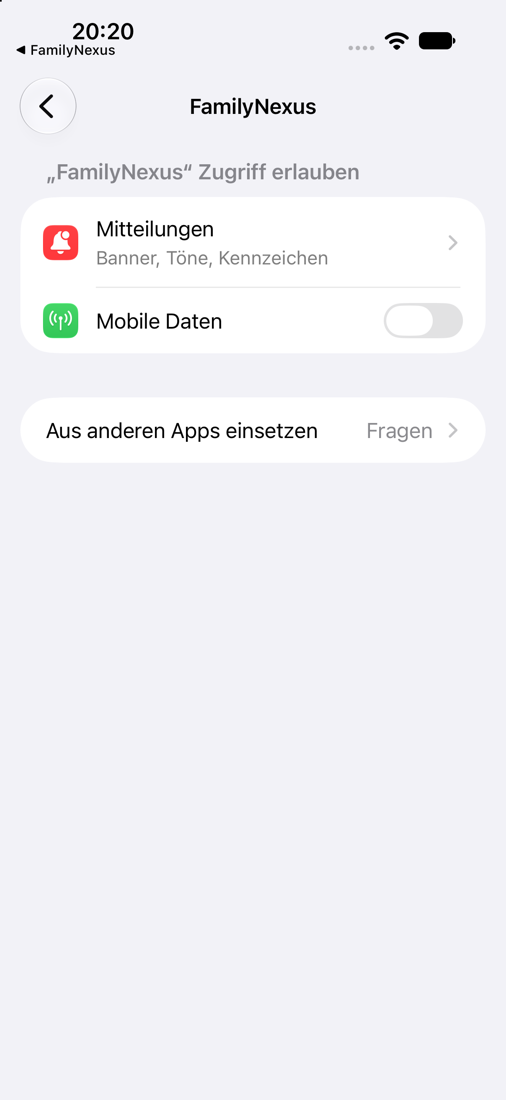 20:20
◀ FamilyNexus
FamilyNexus
„FamilyNexus“ Zugriff erlauben
Mitteilungen
Banner, Töne, Kennzeichen
Mobile Daten
Aus anderen Apps einsetzen Fragen